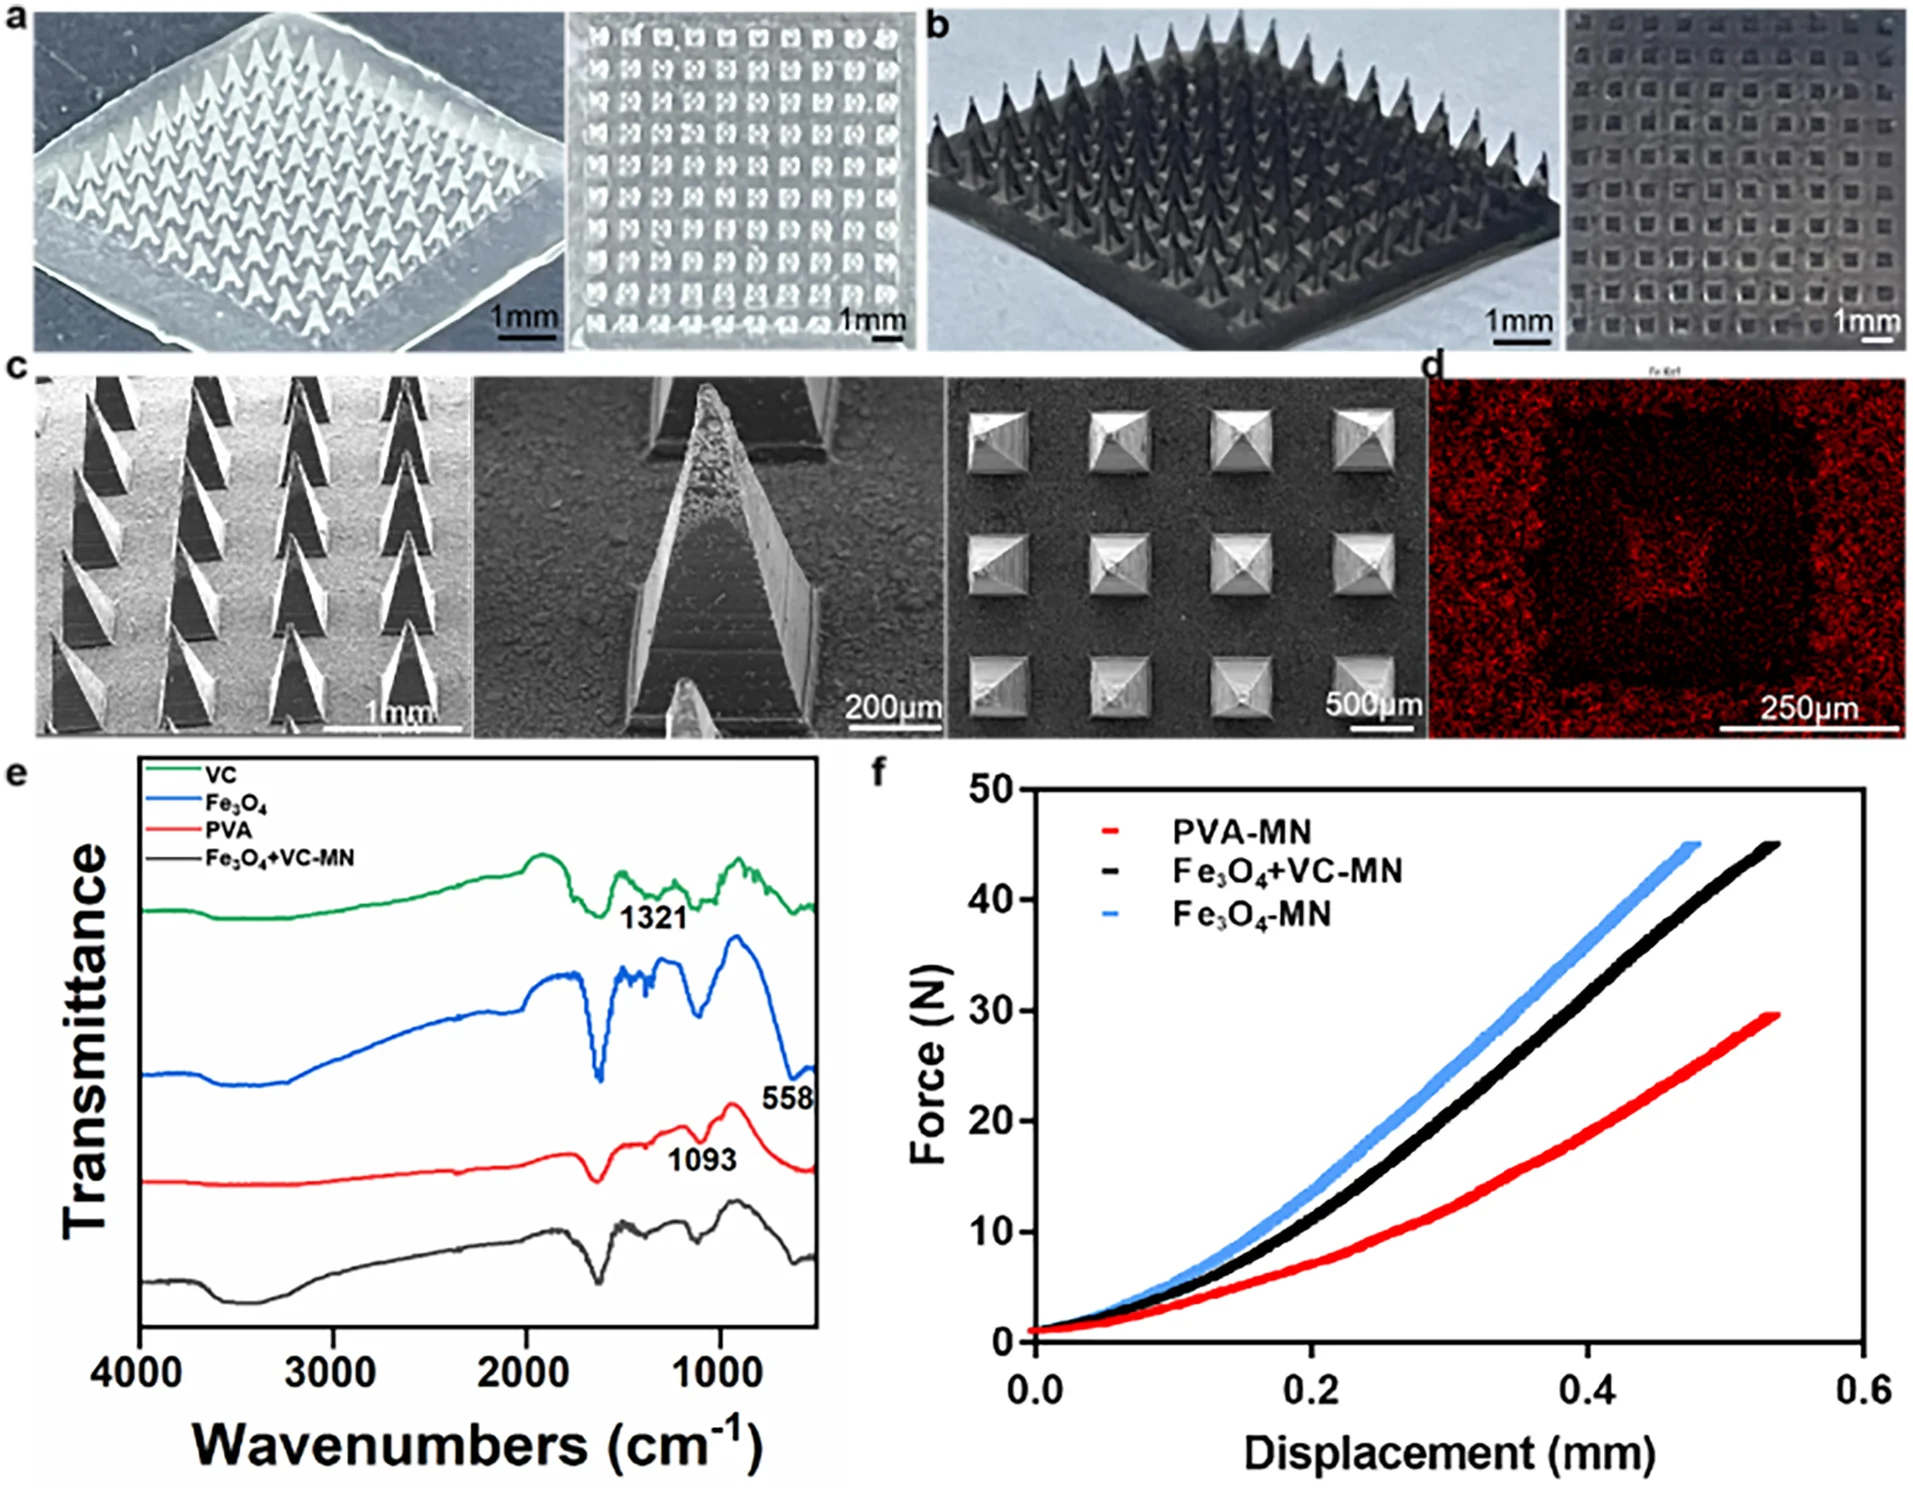 a
1mm
1mm
b
1mm
1mm
c
1mm
200μm
500μm
d
250μm
e
VC
Fe₃O₄
PVA
Fe₃O₄+VC-MN
1321
558
1093
Transmittance
4000 3000 2000 1000
Wavenumbers (cm⁻¹)
f
50
40
30
20
10
0
PVA-MN
Fe₃O₄+VC-MN
Fe₃O₄-MN
Force (N)
0.0 0.2 0.4 0.6
Displacement (mm)